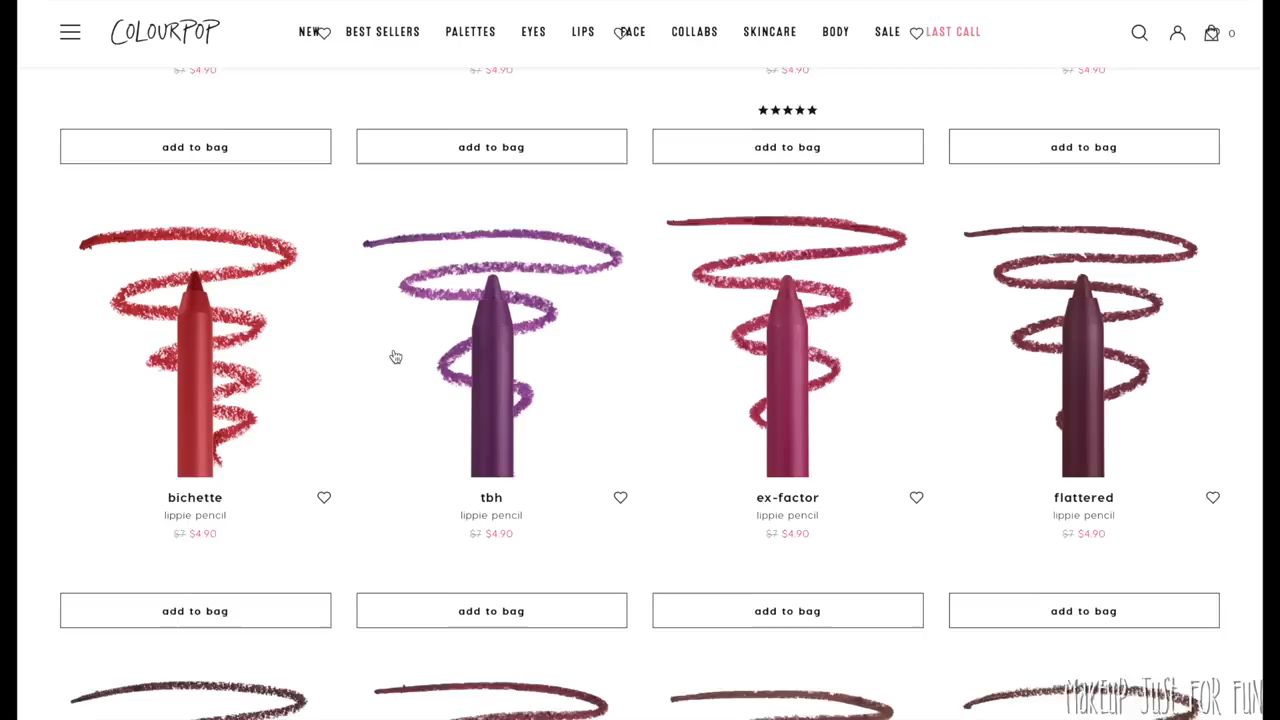 COLOURPOP NEW BEST SELLERS PALETTES EYES LIPS FACE COLLABS SKINCARE BODY SALE LAST CALL 0
$7 $4.90 $7 $4.90 $7 $4.90 $7 $4.90
add to bag add to bag add to bag add to bag
bichette tbh ex-factor flattered
lippie pencil lippie pencil lippie pencil lippie pencil
$7 $4.90 $7 $4.90 $7 $4.90 $7 $4.90
add to bag add to bag add to bag add to bag
MAKEUP JUST FOR FUN